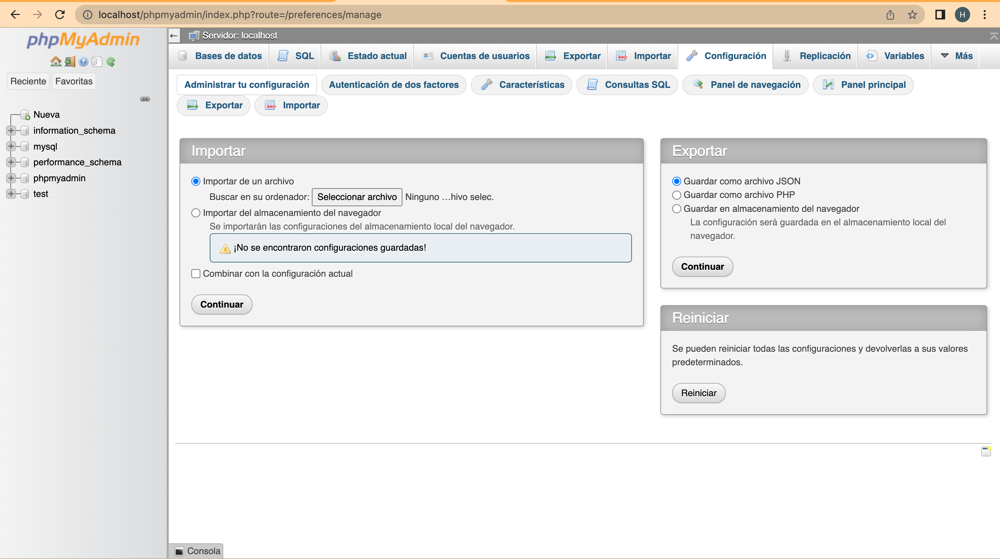 localhost/phpmyadmin/index.php?route=/preferences/manage
H
phpMyAdmin
Reciente Favoritas
Nueva
information_schema
mysql
performance_schema
phpmyadmin
test
Servidor: localhost
Bases de datos SQL Estado actual Cuentas de usuarios Exportar Importar Configuración Replicación Variables Más
Administrar tu configuración Autenticación de dos factores Características Consultas SQL Panel de navegación Panel principal
Exportar Importar
Importar
Importar de un archivo
Buscar en su ordenador: Seleccionar archivo Ninguno …hivo selec.
Importar del almacenamiento del navegador
Se importarán las configuraciones del almacenamiento local del navegador.
¡No se encontraron configuraciones guardadas!
Combinar con la configuración actual
Continuar
Exportar
Guardar como archivo JSON
Guardar como archivo PHP
Guardar en almacenamiento del navegador
La configuración será guardada en el almacenamiento local del
navegador.
Continuar
Reiniciar
Se pueden reiniciar todas las configuraciones y devolverlas a sus valores
predeterminados.
Reiniciar
Consola